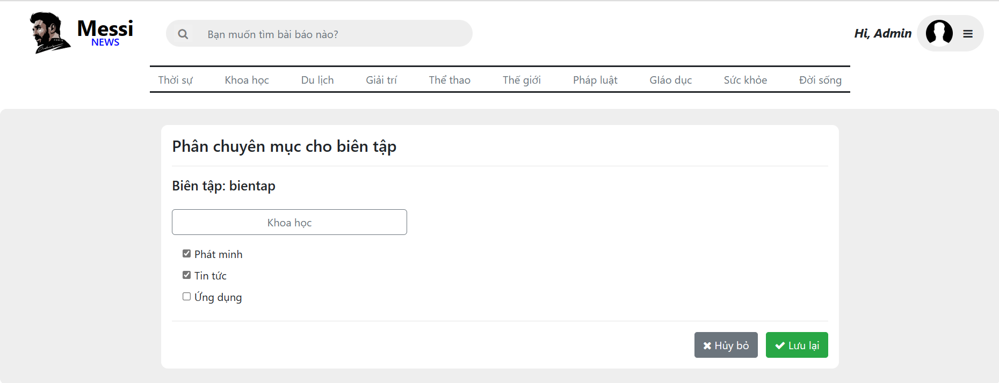 Messi
NEWS
Bạn muốn tìm bài báo nào?
Hi, Admin
Thời sự Khoa học Du lịch Giải trí Thể thao Thế giới Pháp luật Gláo dục Sức khỏe Đời sống
Phân chuyên mục cho biên tập
Biên tập: bientap
Khoa học
Phát minh
Tin tức
Ứng dụng
Hủy bỏ Lưu lại